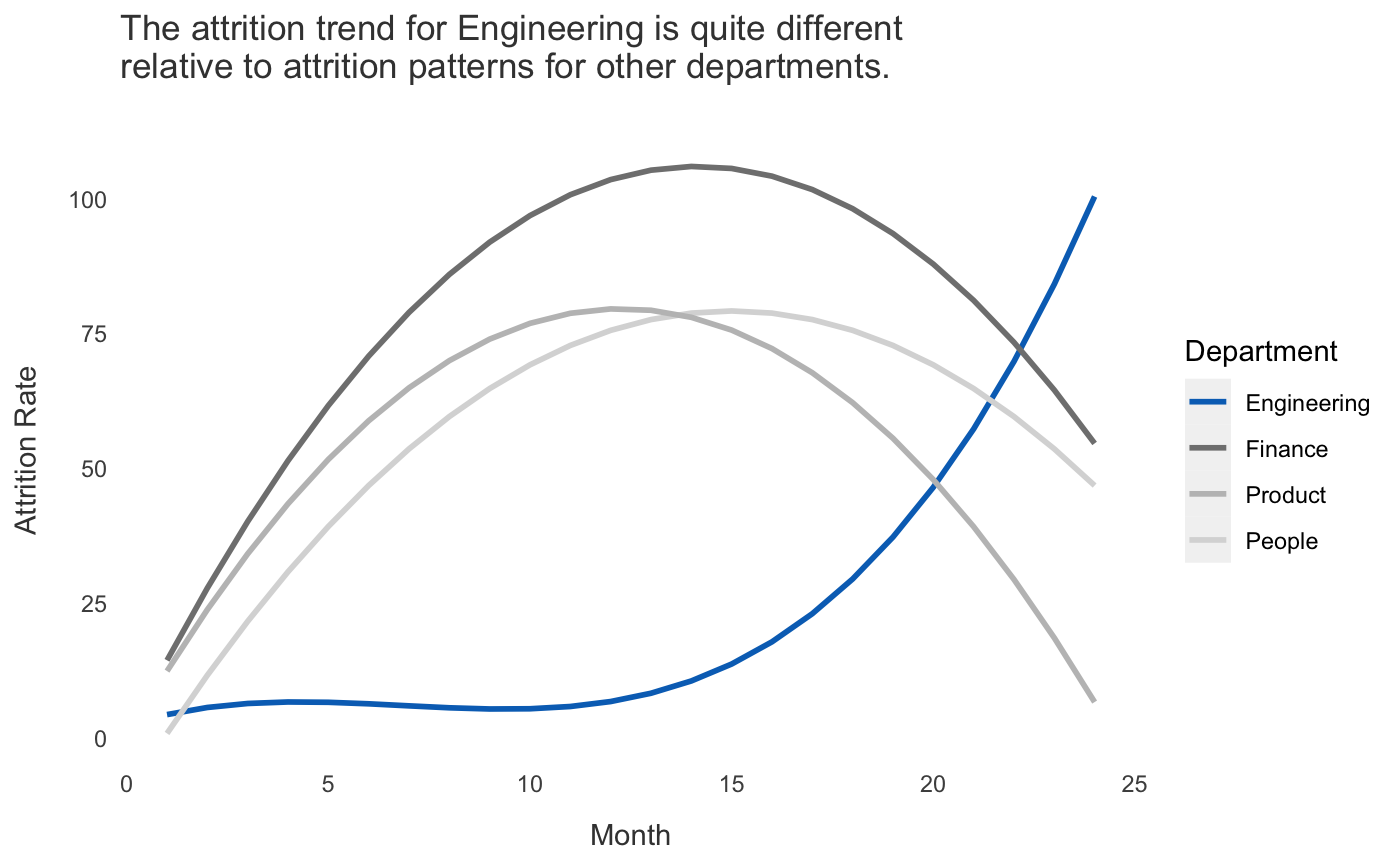 The attrition trend for Engineering is quite different
relative to attrition patterns for other departments.
100
75
50
25
0
Attrition Rate
0
5
10
15
20
25
Month
Department
Engineering
Finance
Product
People